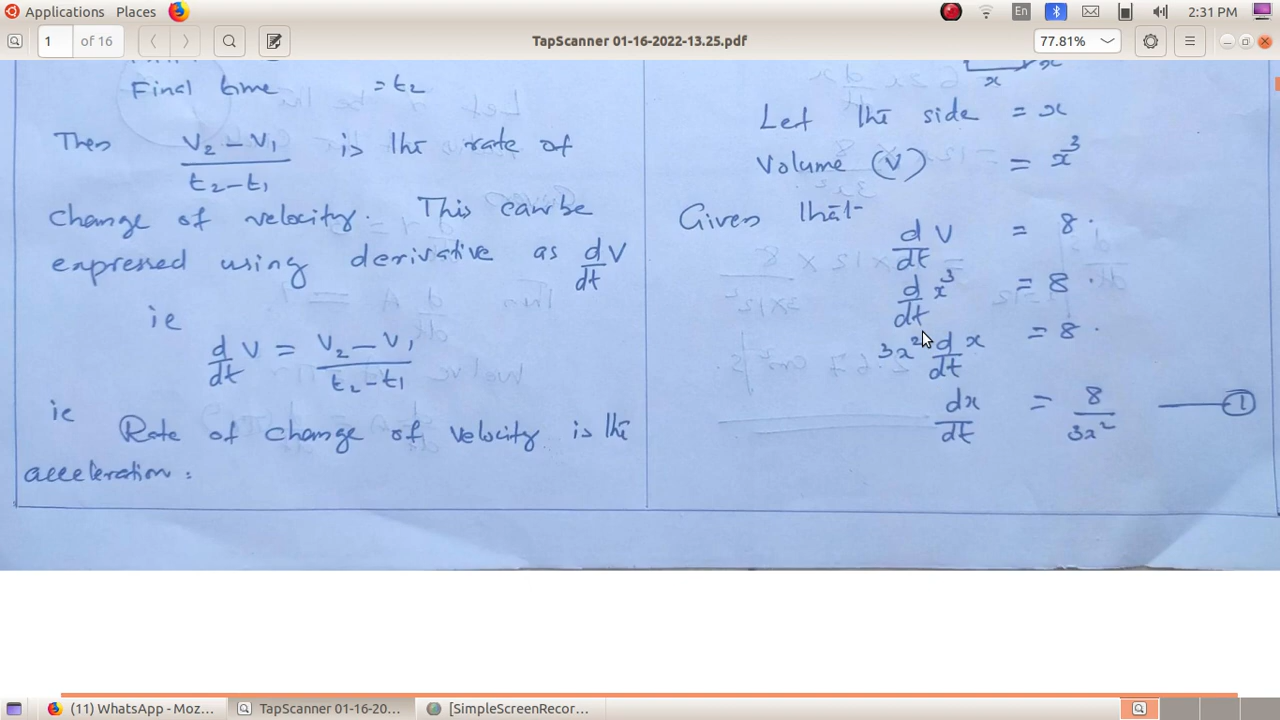 Applications Places En 2:31 PM
1 of 16 TapScanner 01-16-2022-13.25.pdf 77.81%
Final time = t₂
Then V₂ – V₁ / t₂ – t₁ is the rate of
change of velocity. This can be
expressed using derivative as d/dt V
ie
d/dt V = V₂ – V₁ / t₂ – t₁
ie
Rate of change of velocity is the
acceleration.
x x
Let the side = x
Volume (V) = x³
Given that
d/dt V = 8.
d/dt x³ = 8.
3x² d/dt x = 8.
dx/dt = 8/3x² — ①
(11) WhatsApp - Moz... TapScanner 01-16-20... [SimpleScreenRecor...